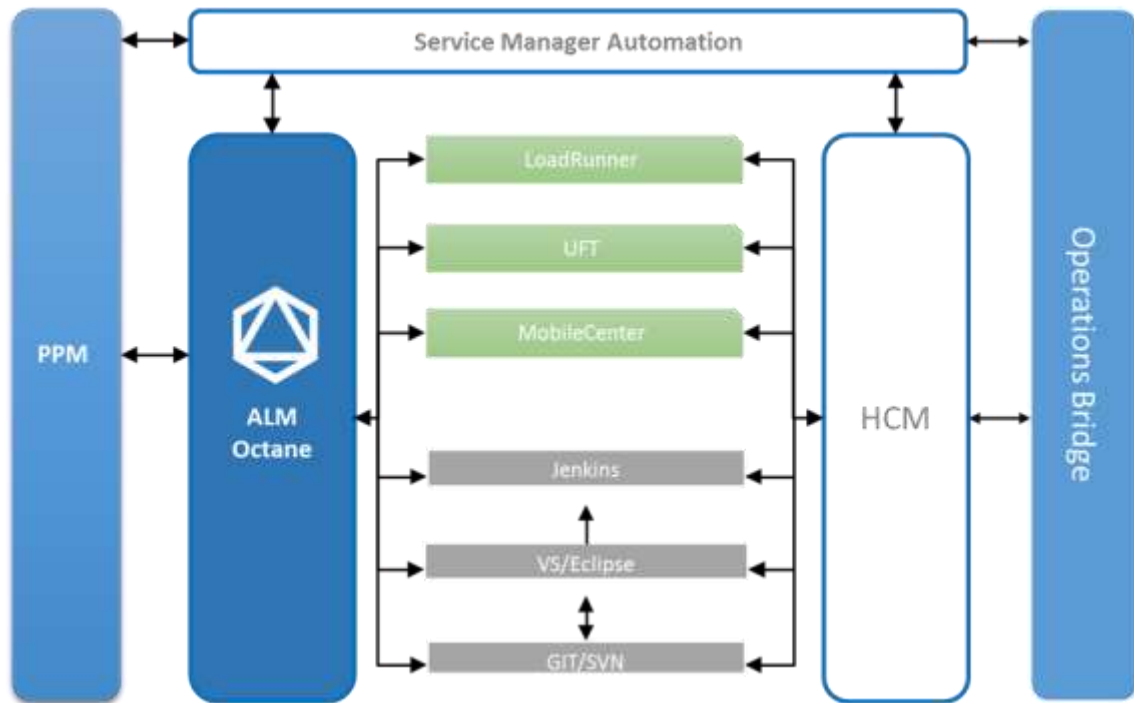 Service Manager Automation
PPM
ALM
Octane
LoadRunner
UFT
MobileCenter
Jenkins
VS/Eclipse
GIT/SVN
HCM
Operations Bridge